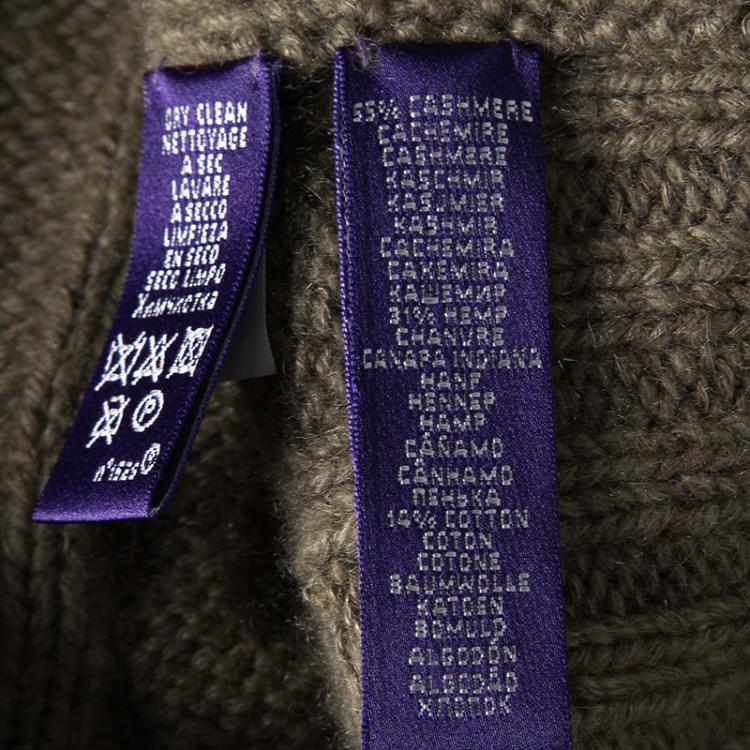 DRY CLEAN
NETTOYAGE
A SEC
LAVARE
A SECCO
LIMPIEZA
EN SECO
SECO LIMPO
Химчистка
P
n°1526®
55% CASHMERE
CACHEMIRE
CASHMERE
KASCHMIR
KASJMIER
KASHMIR
CACHEMIRA
CAXEMIRA
КАШЕМИР
31% HEMP
CHANVRE
CANAPA INDIANA
HANF
HENNEP
HAMP
CÁÑAMO
CÂNHAMO
ПЕНЬКА
14% COTTON
COTON
COTONE
BAUMWOLLE
KATOEN
BOMULD
ALGODÓN
ALGODÃO
ХЛОПОК